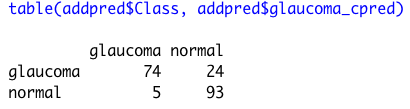 table(addpred$Class, addpred$glaucoma_cpred)
glaucoma normal
glaucoma 74 24
normal 5 93